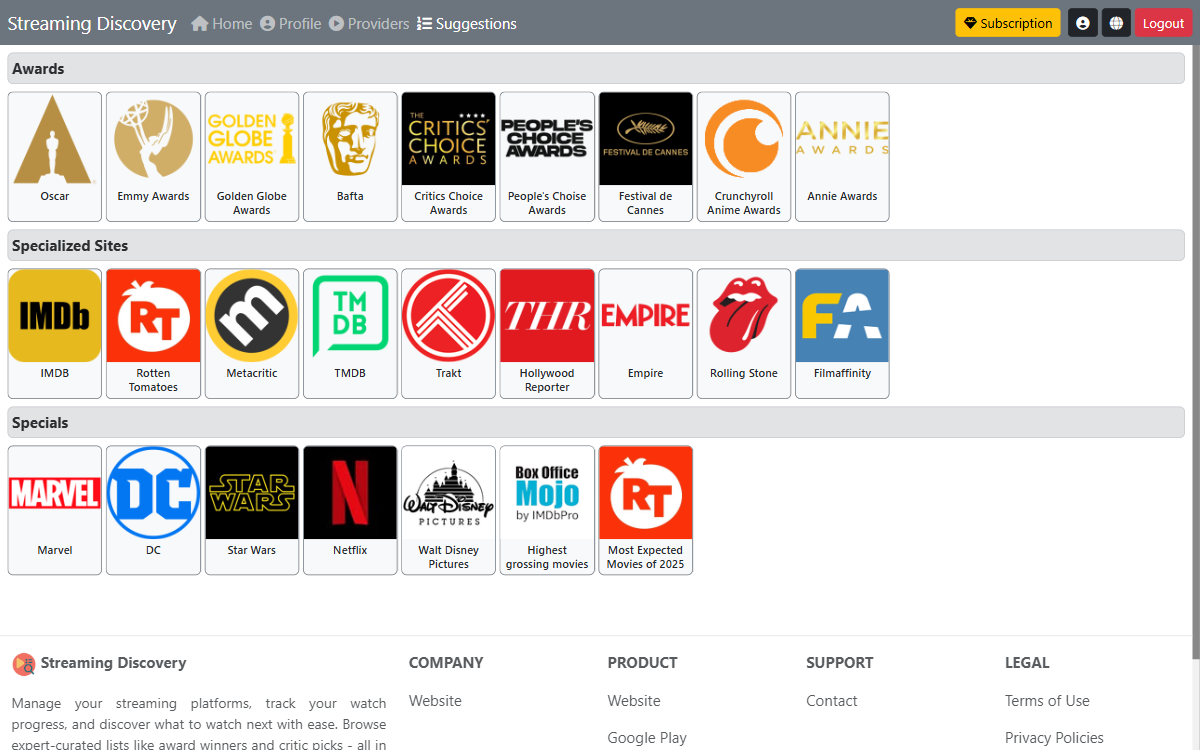 Streaming Discovery Home Profile Providers Suggestions Subscription Logout
Awards
GOLDEN GLOBE AWARDS
THE CRITICS' CHOICE AWARDS
PEOPLE'S CHOICE AWARDS
FESTIVAL DE CANNES
ANNIE AWARDS
Oscar
Emmy Awards
Golden Globe Awards
Bafta
Critics Choice Awards
People's Choise Awards
Festival de Cannes
Crunchyroll Anime Awards
Annie Awards
Specialized Sites
IMDb
RT
m
TM
DB
THR
EMPIRE
FA
IMDB
Rotten Tomatoes
Metacritic
TMDB
Trakt
Hollywood Reporter
Empire
Rolling Stone
Filmaffinity
Specials
MARVEL
DC
STAR WARS
N
WALT DISNEY PICTURES
Box Office Mojo by IMDbPro
RT
Marvel
DC
Star Wars
Netflix
Walt Disney Pictures
Highest grossing movies
Most Expected Movies of 2025
Streaming Discovery
Manage your streaming platforms, track your watch
progress, and discover what to watch next with ease. Browse
expert-curated lists like award winners and critic picks - all in
COMPANY
Website
PRODUCT
Website
Google Play
SUPPORT
Contact
LEGAL
Terms of Use
Privacy Policies